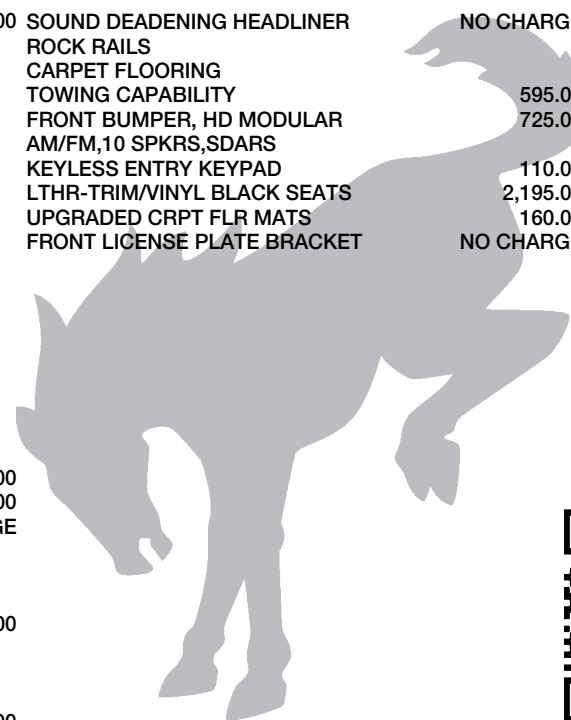 00 SOUND DEADENING HEADLINER NO CHARG
ROCK RAILS
CARPET FLOORING
TOWING CAPABILITY 595.0
FRONT BUMPER, HD MODULAR 725.0
AM/FM,10 SPKRS,SDARS
KEYLESS ENTRY KEYPAD 110.0
LTHR-TRIM/VINYL BLACK SEATS 2,195.0
UPGRADED CRPT FLR MATS 160.0
FRONT LICENSE PLATE BRACKET NO CHARG
00
00
GE
00
00